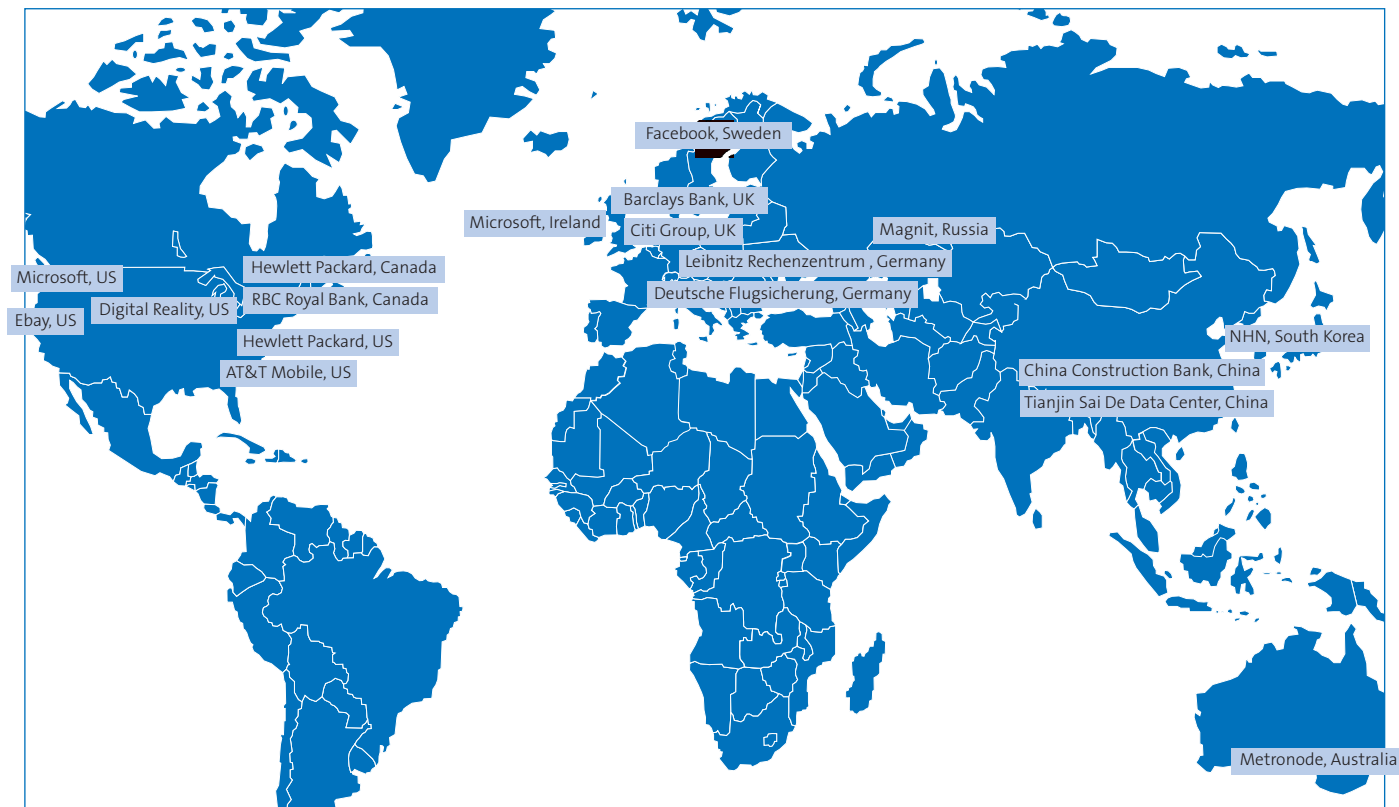 Facebook, Sweden
Barclays Bank, UK
Microsoft, Ireland
Citi Group, UK
Magnit, Russia
Leibnitz Rechenzentrum , Germany
Deutsche Flugsicherung, Germany
Hewlett Packard, Canada
Microsoft, US
RBC Royal Bank, Canada
Digital Reality, US
Ebay, US
Hewlett Packard, US
AT&T Mobile, US
NHN, South Korea
China Construction Bank, China
Tianjin Sai De Data Center, China
Metronode, Australia